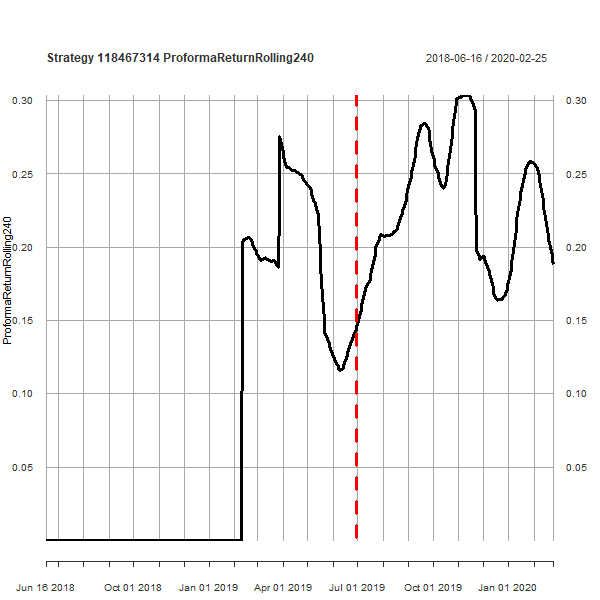 Strategy 118467314 ProformaReturnRolling240
2018-06-16 / 2020-02-25
ProformaReturnRolling240
0.30 0.30
0.25 0.25
0.20 0.20
0.15 0.15
0.10 0.10
0.05 0.05
Jun 16 2018 Oct 01 2018 Jan 01 2019 Apr 01 2019 Jul 01 2019 Oct 01 2019 Jan 01 2020